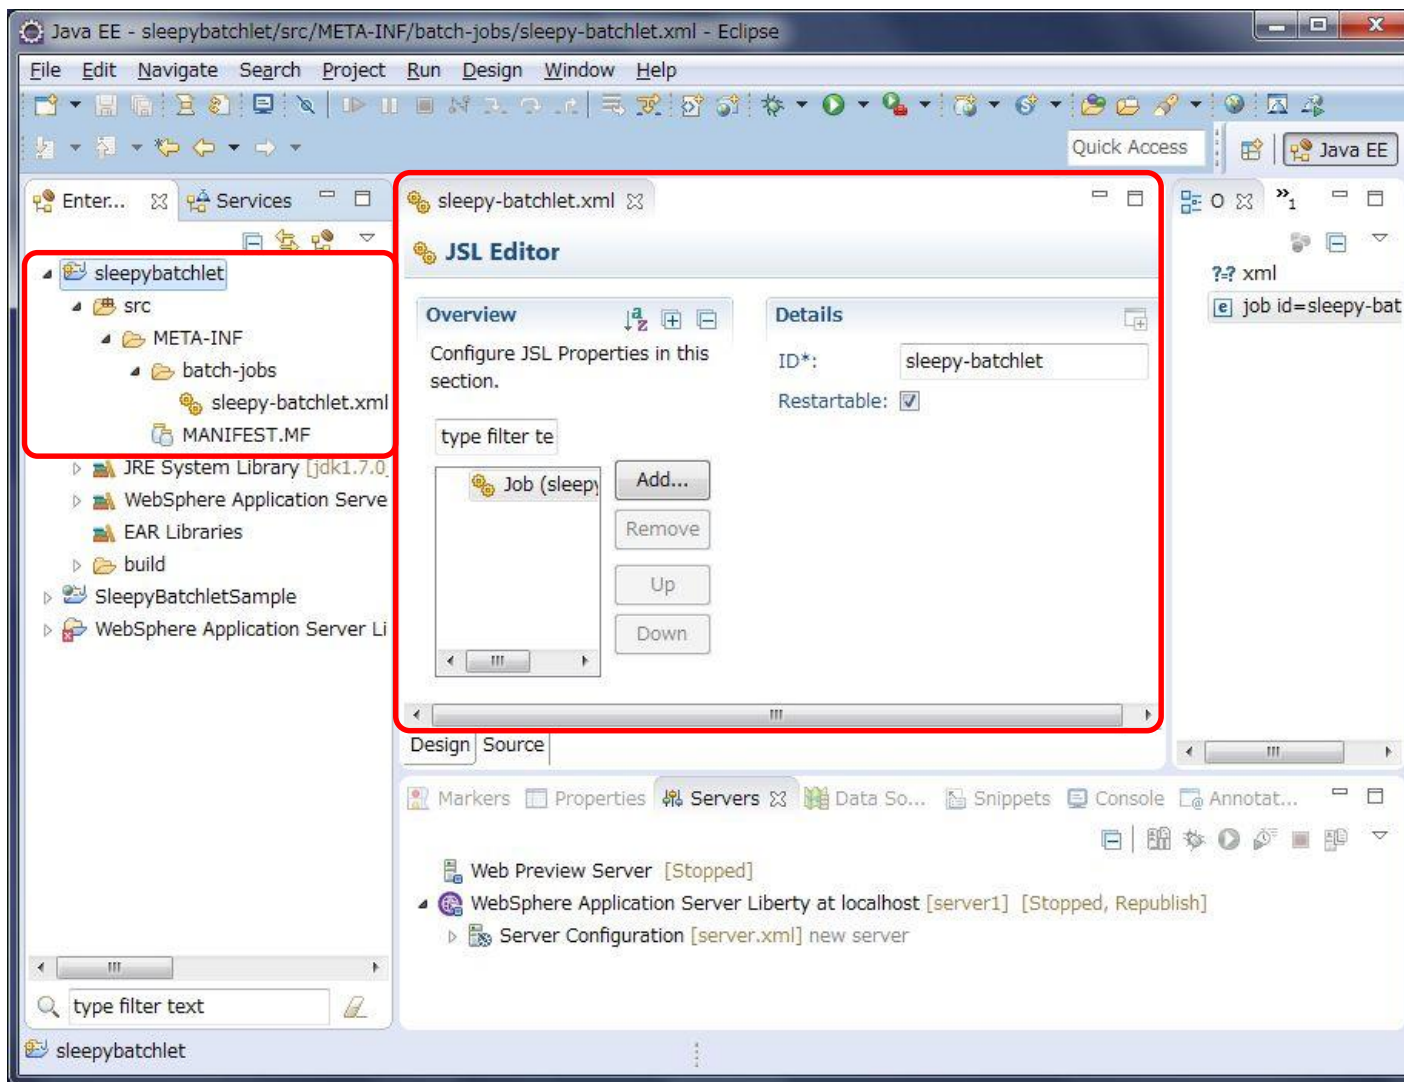 Java EE - sleepybatchlet/src/META-INF/batch-jobs/sleepy-batchlet.xml - Eclipse
File Edit Navigate Search Project Run Design Window Help
Quick Access
Java EE
Enter...
Services
sleepybatchlet
src
META-INF
batch-jobs
sleepy-batchlet.xml
MANIFEST.MF
JRE System Library [jdk1.7.0_
WebSphere Application Serve
EAR Libraries
build
SleepyBatchletSample
WebSphere Application Server Li
type filter text
sleepy-batchlet.xml
JSL Editor
Overview
Configure JSL Properties in this
section.
type filter te
Job (sleepy
Add...
Remove
Up
Down
Details
ID*: sleepy-batchlet
Restartable:
Design Source
O
»1
?=? xml
e job id=sleepy-bat
Markers Properties Servers Data So... Snippets Console Annotat...
Web Preview Server [Stopped]
WebSphere Application Server Liberty at localhost [server1] [Stopped, Republish]
Server Configuration [server.xml] new server
sleepybatchlet